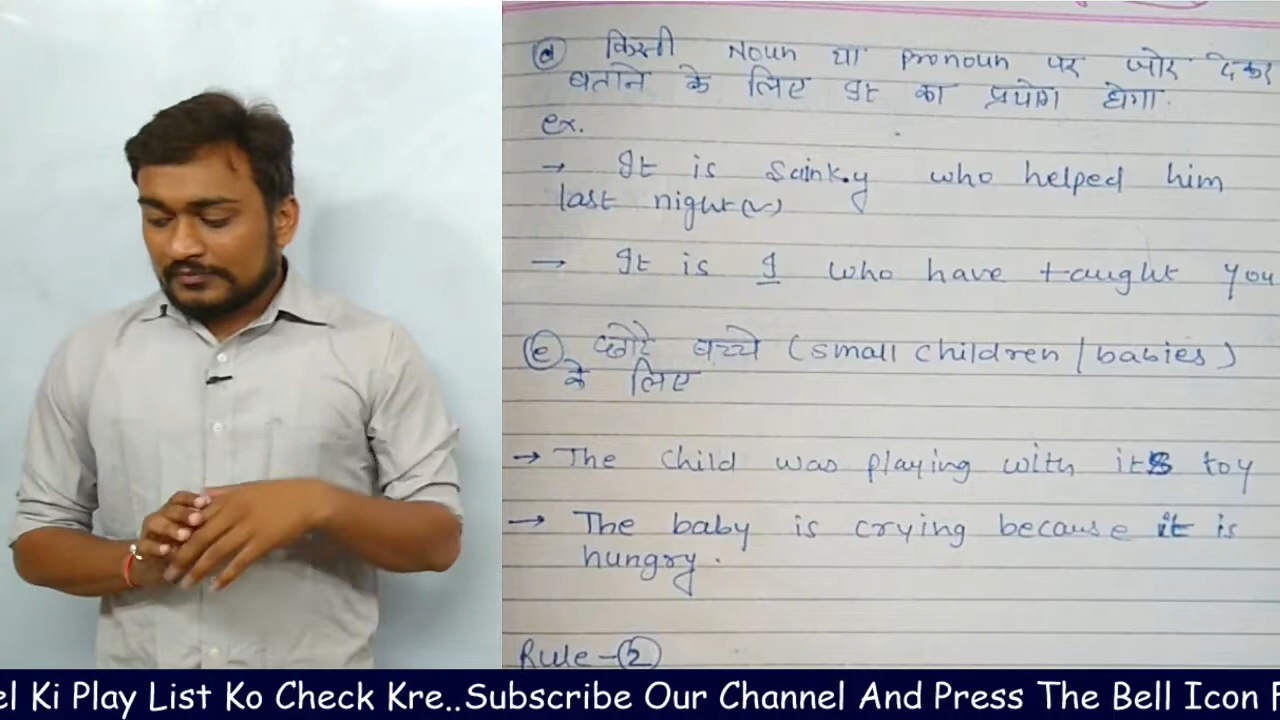 (d) किसी Noun या pronoun पर जोर देकर
बताने के लिए It का प्रयोग होगा.
ex.
→ It is Sainky who helped him
last night (✓)
→ It is I who have taught you
(e) छोटे बच्चे (small children / babies)
के लिए
→ The child was playing with its toy
→ The baby is crying because it is
hungry.
Rule-(2)
el Ki Play List Ko Check Kre..Subscribe Our Channel And Press The Bell Icon F